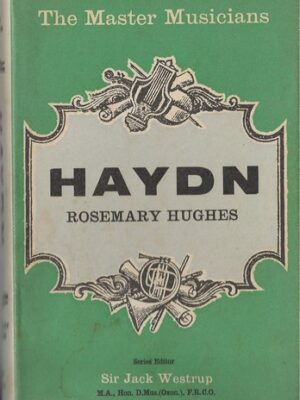 The Master Musicians
HAYDN
ROSEMARY HUGHES
Series Editor
Sir Jack Westrup
M.A., Hon. D.Mus.(Oxon.), F.R.C.O.